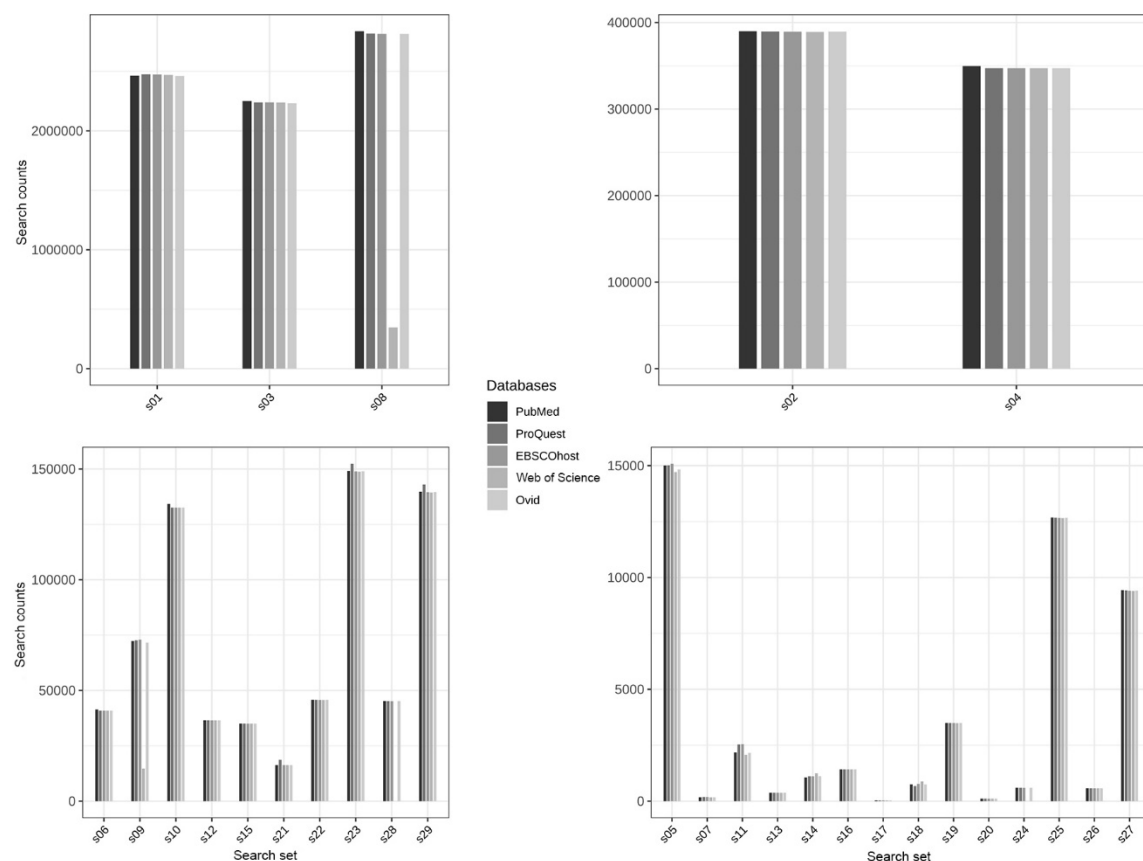 Search counts
2000000
1000000
0
s01
s03
s08
400000
300000
200000
100000
0
s02
s04
Databases
PubMed
ProQuest
EBSCOhost
Web of Science
Ovid
Search counts
150000
100000
50000
0
s06
s09
s10
s12
s15
s21
s22
s23
s28
s29
Search set
15000
10000
5000
0
s05
s07
s11
s13
s14
s16
s17
s18
s19
s20
s24
s25
s26
s27
Search set